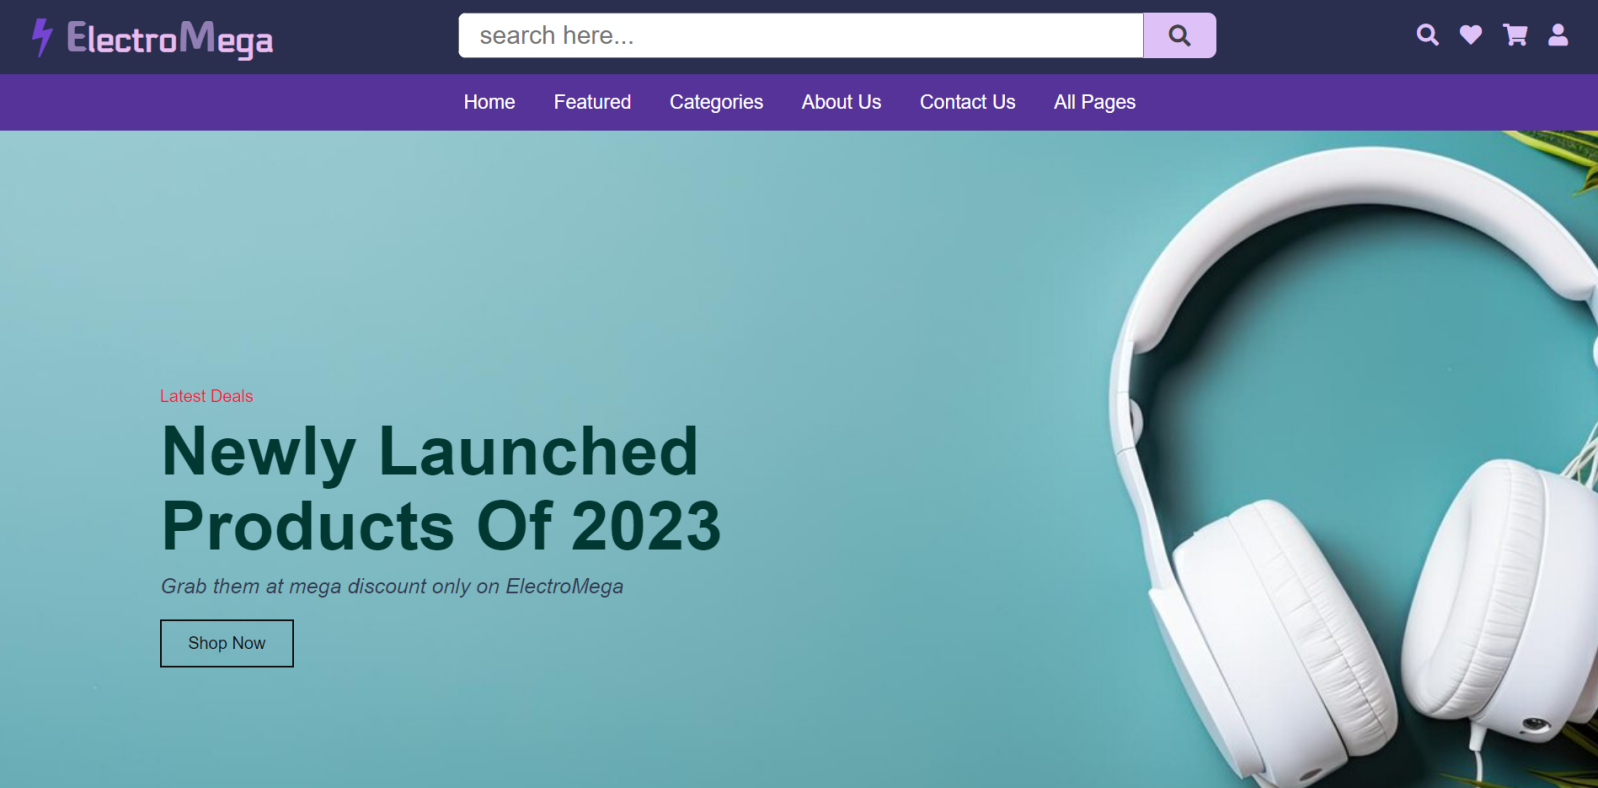 ElectroMega
search here...
Home Featured Categories About Us Contact Us All Pages
Latest Deals
Newly Launched
Products Of 2023
Grab them at mega discount only on ElectroMega
Shop Now